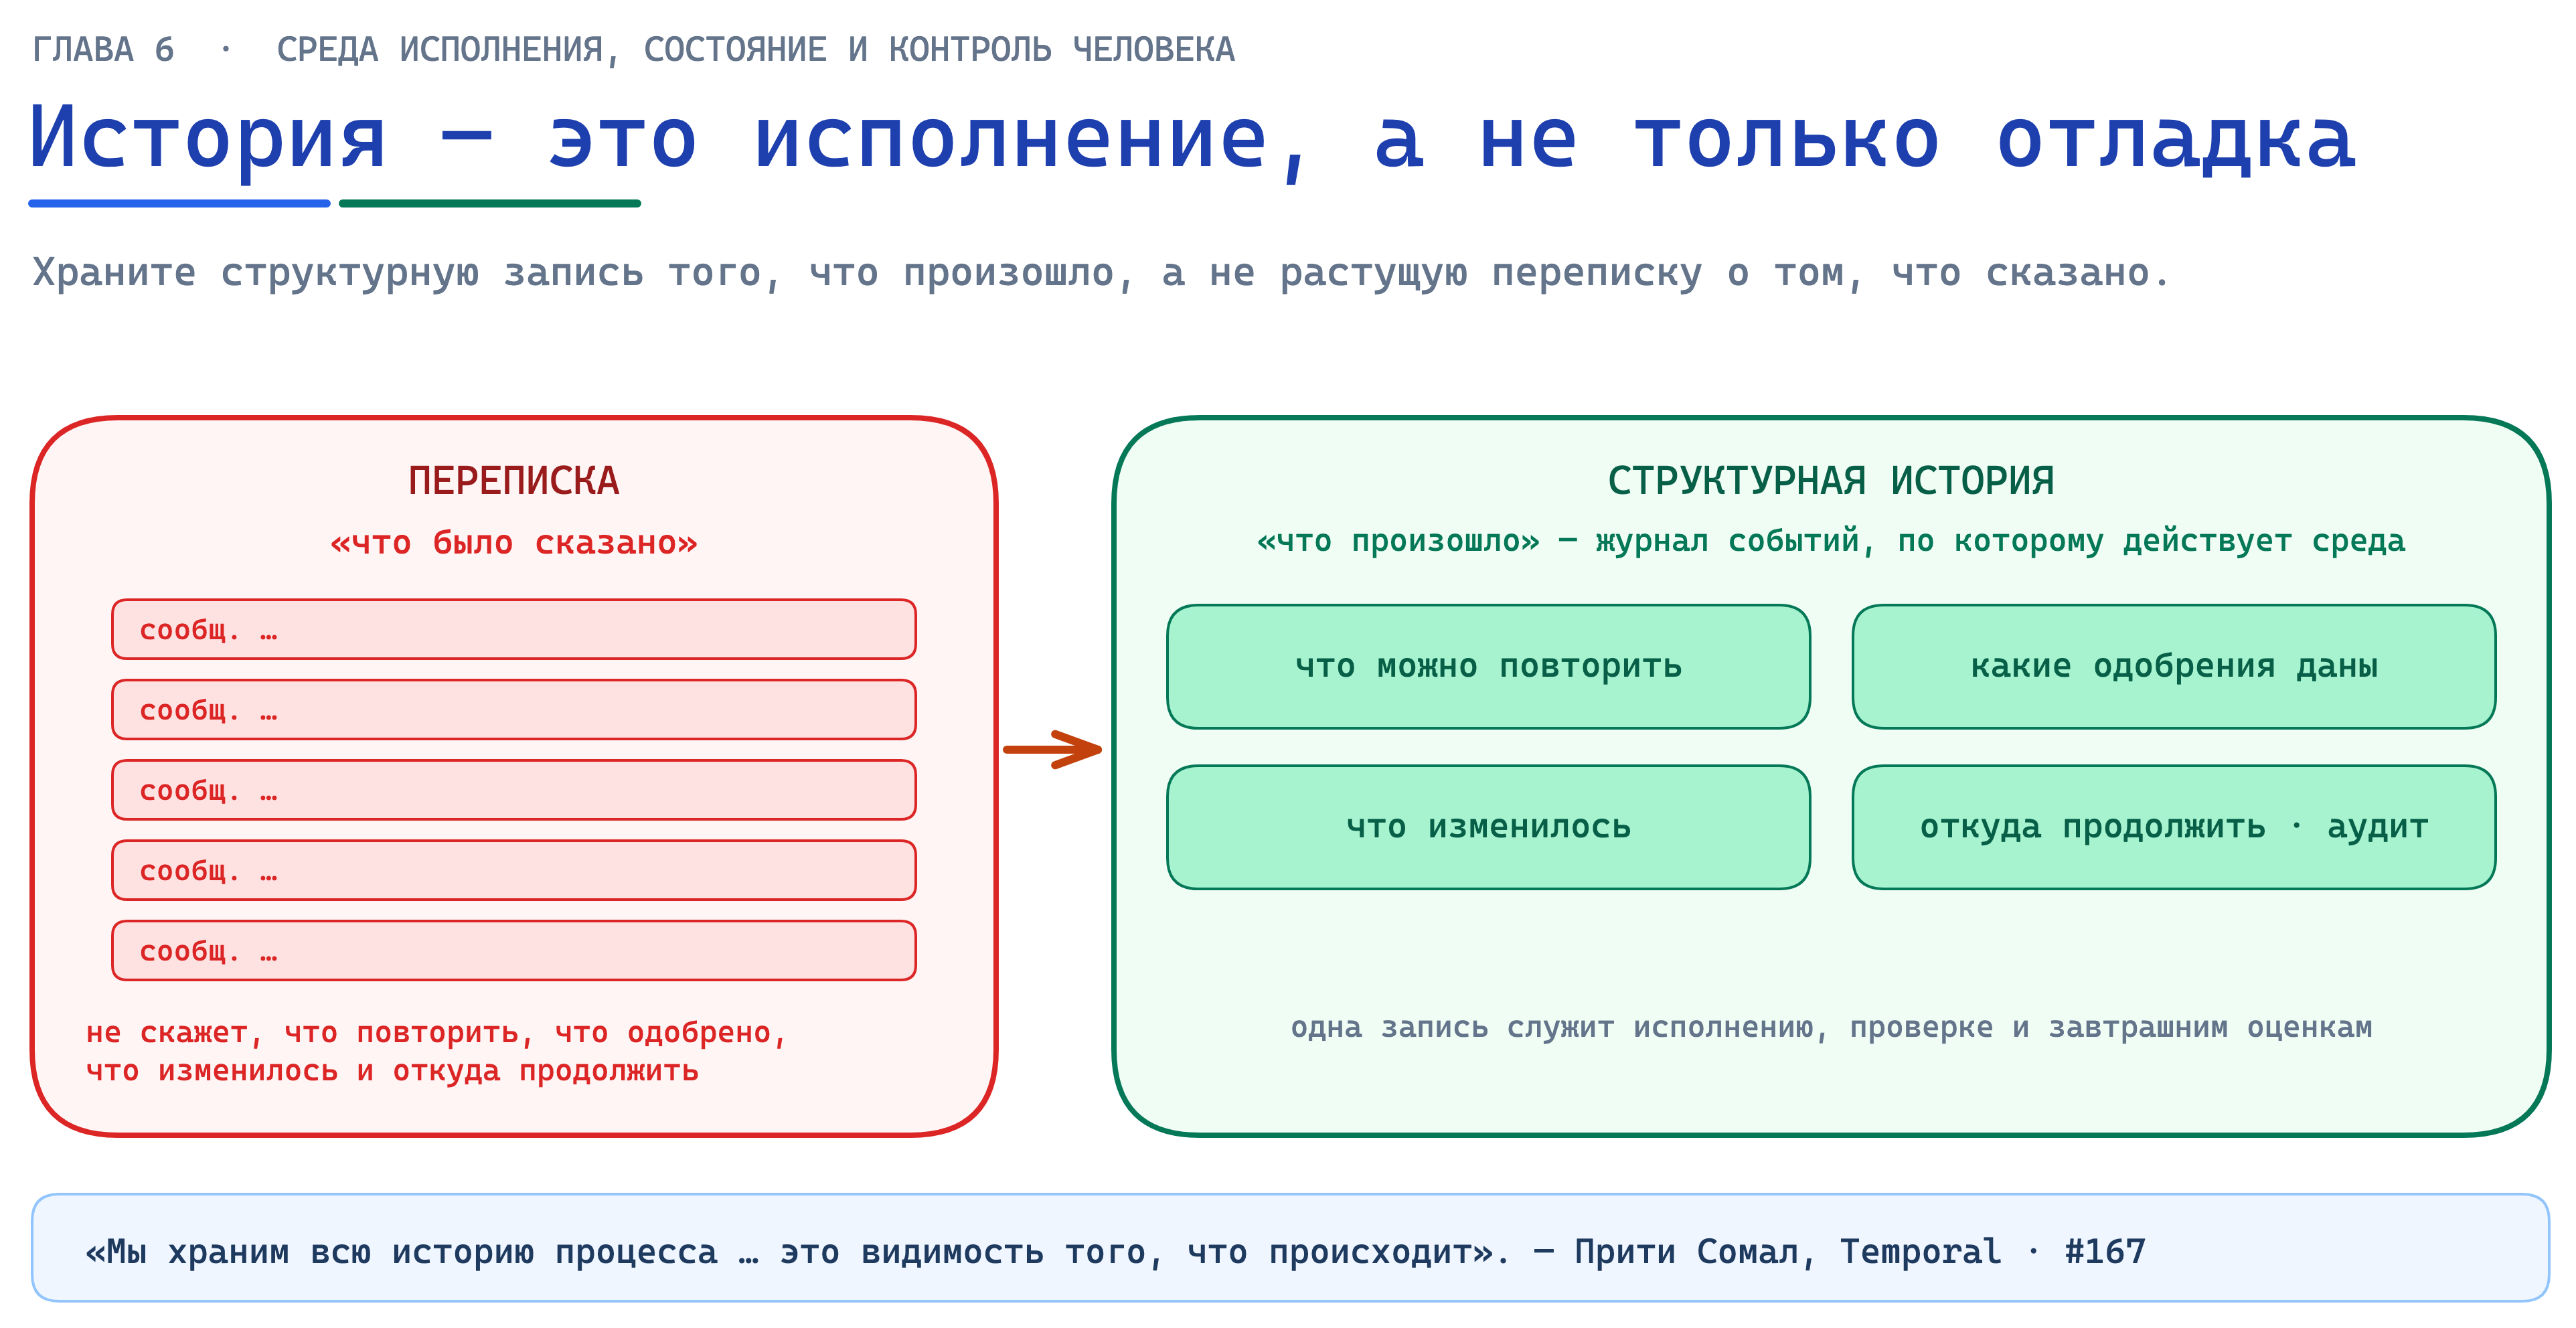 ГЛАВА 6 · СРЕДА ИСПОЛНЕНИЯ, СОСТОЯНИЕ И КОНТРОЛЬ ЧЕЛОВЕКА
История — это исполнение, а не только отладка
Храните структурную запись того, что произошло, а не растущую переписку о том, что сказано.
ПЕРЕПИСКА
«что было сказано»
сообщ. …
сообщ. …
сообщ. …
сообщ. …
сообщ. …
не скажет, что повторить, что одобрено,
что изменилось и откуда продолжить
СТРУКТУРНАЯ ИСТОРИЯ
«что произошло» — журнал событий, по которому действует среда
что можно повторить
какие одобрения даны
что изменилось
откуда продолжить · аудит
одна запись служит исполнению, проверке и завтрашним оценкам
«Мы храним всю историю процесса … это видимость того, что происходит». — Прити Сомал, Temporal · #167